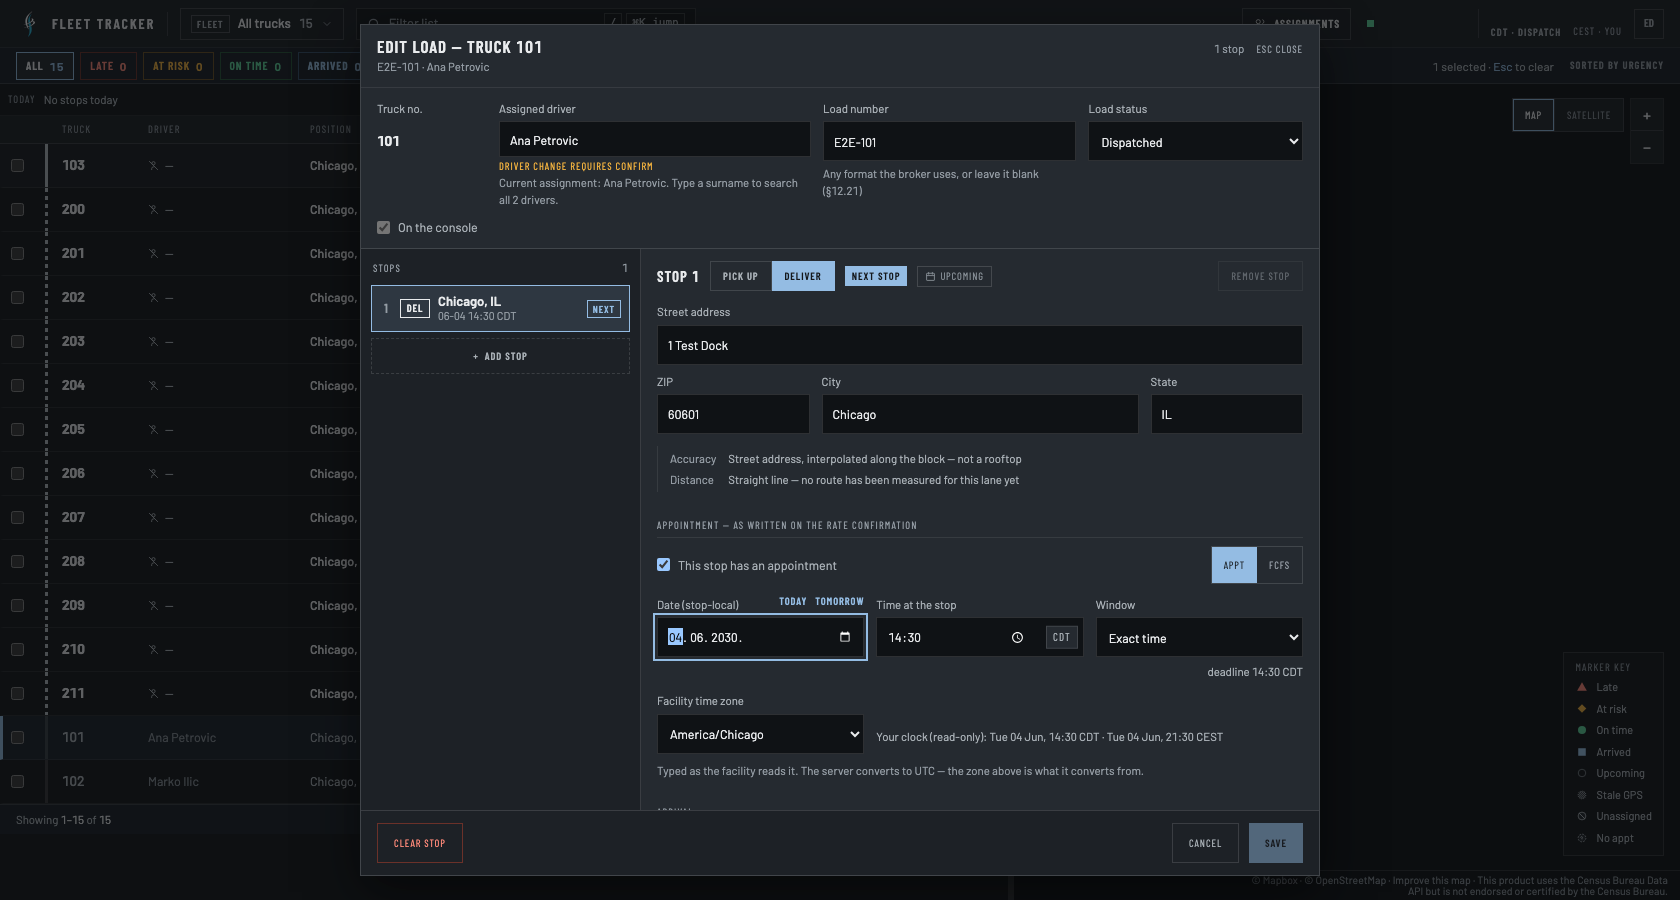 FLEET TRACKER
FLEET All trucks 15
Filter list / ⌘K jump
ASSIGNMENTS
CDT · DISPATCH CEST · YOU
ED
ALL 15 LATE 0 AT RISK 0 ON TIME 0 ARRIVED 0
1 selected · Esc to clear SORTED BY URGENCY
TODAY No stops today
TRUCK DRIVER POSITION
103 — Chicago,
200 — Chicago,
201 — Chicago,
202 — Chicago,
203 — Chicago,
204 — Chicago,
205 — Chicago,
206 — Chicago,
207 — Chicago,
208 — Chicago,
209 — Chicago,
210 — Chicago,
211 — Chicago,
101 Ana Petrovic Chicago,
102 Marko Ilic Chicago,
Showing 1–15 of 15
EDIT LOAD — TRUCK 101
E2E-101 · Ana Petrovic
1 stop ESC CLOSE
Truck no. Assigned driver Load number Load status
101 Ana Petrovic E2E-101 Dispatched
DRIVER CHANGE REQUIRES CONFIRM
Current assignment: Ana Petrovic. Type a surname to search
all 2 drivers.
Any format the broker uses, or leave it blank
(§12.21)
On the console
STOPS 1
1 DEL Chicago, IL NEXT
06-04 14:30 CDT
+ ADD STOP
STOP 1 PICK UP DELIVER NEXT STOP UPCOMING REMOVE STOP
Street address
1 Test Dock
ZIP City State
60601 Chicago IL
Accuracy Street address, interpolated along the block — not a rooftop
Distance Straight line — no route has been measured for this lane yet
APPOINTMENT — AS WRITTEN ON THE RATE CONFIRMATION
This stop has an appointment APPT FCFS
Date (stop-local) TODAY TOMORROW Time at the stop Window
04. 06. 2030. 14:30 CDT Exact time
deadline 14:30 CDT
Facility time zone
America/Chicago Your clock (read-only): Tue 04 Jun, 14:30 CDT · Tue 04 Jun, 21:30 CEST
Typed as the facility reads it. The server converts to UTC — the zone above is what it converts from.
CLEAR STOP CANCEL SAVE
MAP SATELLITE + −
MARKER KEY
Late
At risk
On time
Arrived
Upcoming
Stale GPS
Unassigned
No appt
© Mapbox · © OpenStreetMap · Improve this map · This product uses the Census Bureau Data
API but is not endorsed or certified by the Census Bureau.